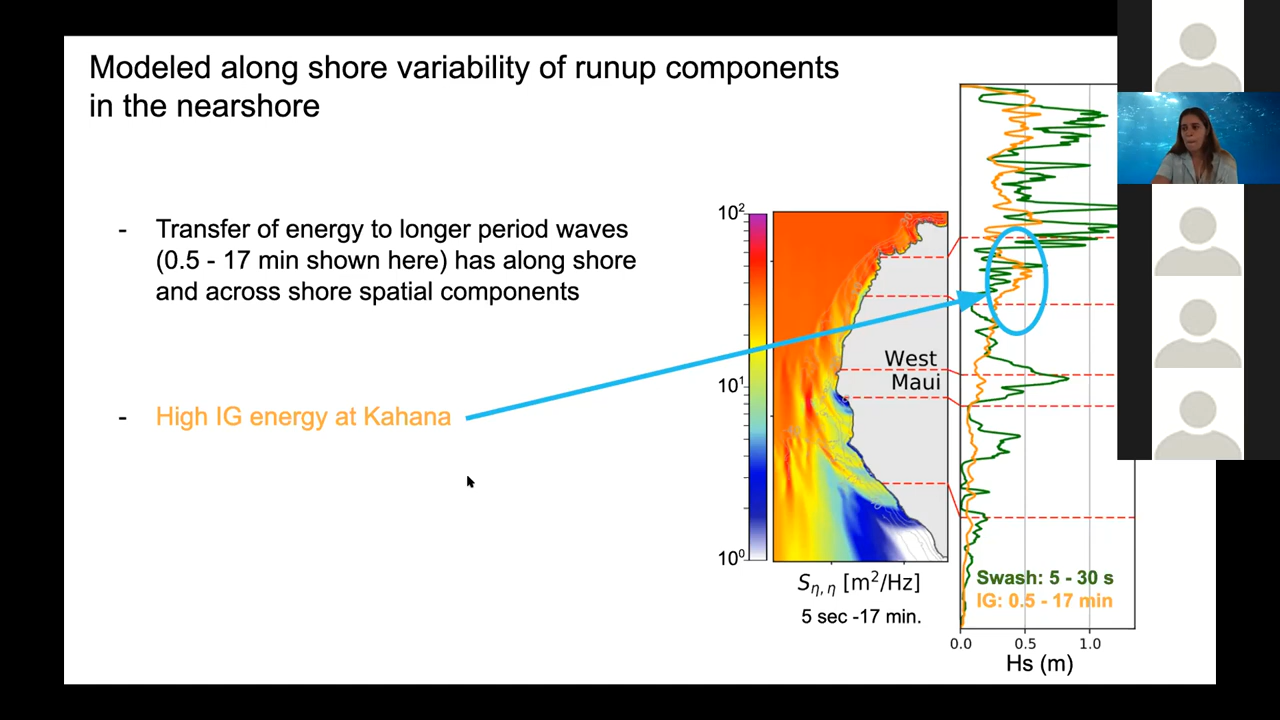 Modeled along shore variability of runup components
in the nearshore
- Transfer of energy to longer period waves
(0.5 - 17 min shown here) has along shore
and across shore spatial components
- High IG energy at Kahana
10²
10¹
10⁰
West
Maui
Sη,η [m²/Hz]
5 sec -17 min.
Swash: 5 - 30 s
IG: 0.5 - 17 min
0.0 0.5 1.0
Hs (m)